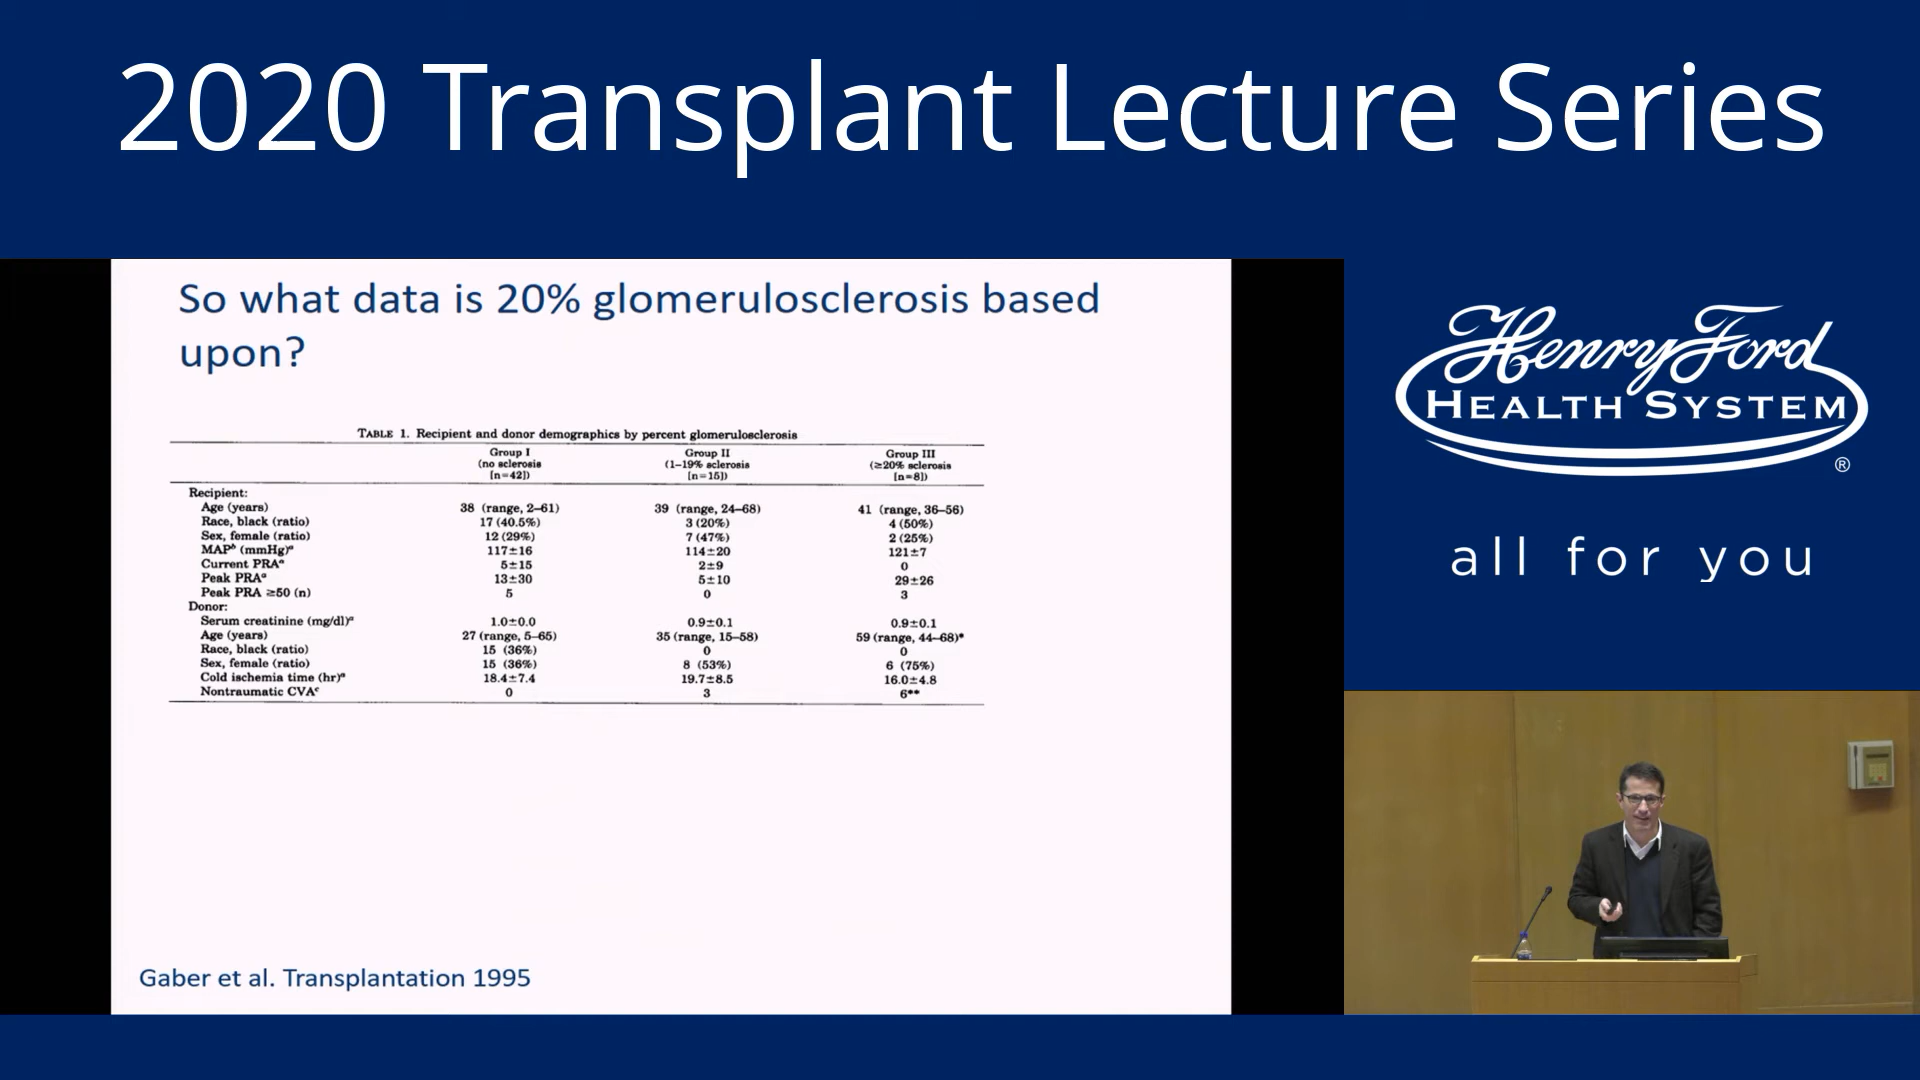 2020 Transplant Lecture Series
So what data is 20% glomerulosclerosis based
upon?
TABLE 1. Recipient and donor demographics by percent glomerulosclerosis
Group I
(no sclerosis
[n=42])
Group II
(1–19% sclerosis
[n=15])
Group III
(≥20% sclerosis
[n=8])
Recipient:
Age (years) 38 (range, 2–61) 39 (range, 24–68) 41 (range, 36–56)
Race, black (ratio) 17 (40.5%) 3 (20%) 4 (50%)
Sex, female (ratio) 12 (29%) 7 (47%) 2 (25%)
MAPᵇ (mmHg)ᵃ 117±16 114±20 121±7
Current PRAᵃ 5±15 2±9 0
Peak PRAᵃ 13±30 5±10 29±26
Peak PRA ≥50 (n) 5 0 3
Donor:
Serum creatinine (mg/dl)ᵃ 1.0±0.0 0.9±0.1 0.9±0.1
Age (years) 27 (range, 5–65) 35 (range, 15–58) 59 (range, 44–68)*
Race, black (ratio) 15 (36%) 0 0
Sex, female (ratio) 15 (36%) 8 (53%) 6 (75%)
Cold ischemia time (hr)ᵃ 18.4±7.4 19.7±8.5 16.0±4.8
Nontraumatic CVAᶜ 0 3 6**
Gaber et al. Transplantation 1995
Henry Ford
HEALTH SYSTEM
®
all for you